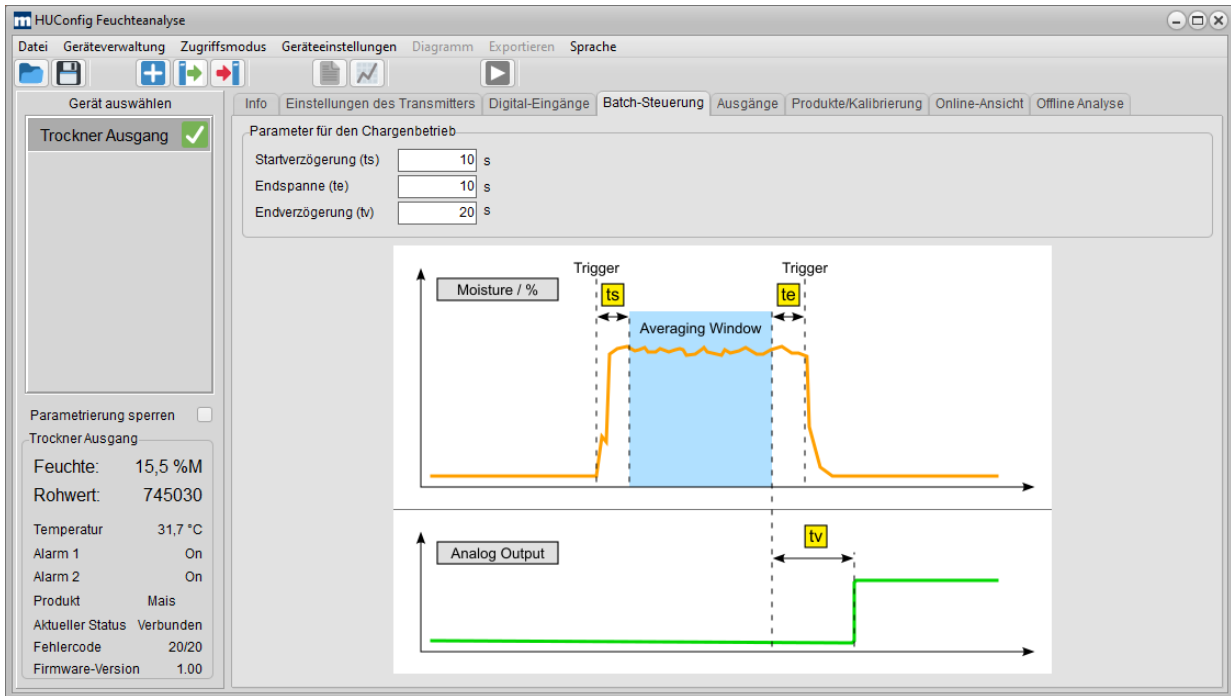 HUConfig Feuchteanalyse
Datei Geräteverwaltung Zugriffsmodus Geräteeinstellungen Diagramm Exportieren Sprache
Gerät auswählen
Trockner Ausgang
Info Einstellungen des Transmitters Digital-Eingänge Batch-Steuerung Ausgänge Produkte/Kalibrierung Online-Ansicht Offline Analyse
Parameter für den Chargenbetrieb
Startverzögerung (ts) 10 s
Endspanne (te) 10 s
Endverzögerung (tv) 20 s
Trigger Trigger
Moisture / %
ts te
Averaging Window
Analog Output
tv
Parametrierung sperren
Trockner Ausgang
Feuchte: 15,5 %M
Rohwert: 745030
Temperatur 31,7 °C
Alarm 1 On
Alarm 2 On
Produkt Mais
Aktueller Status Verbunden
Fehlercode 20/20
Firmware-Version 1.00